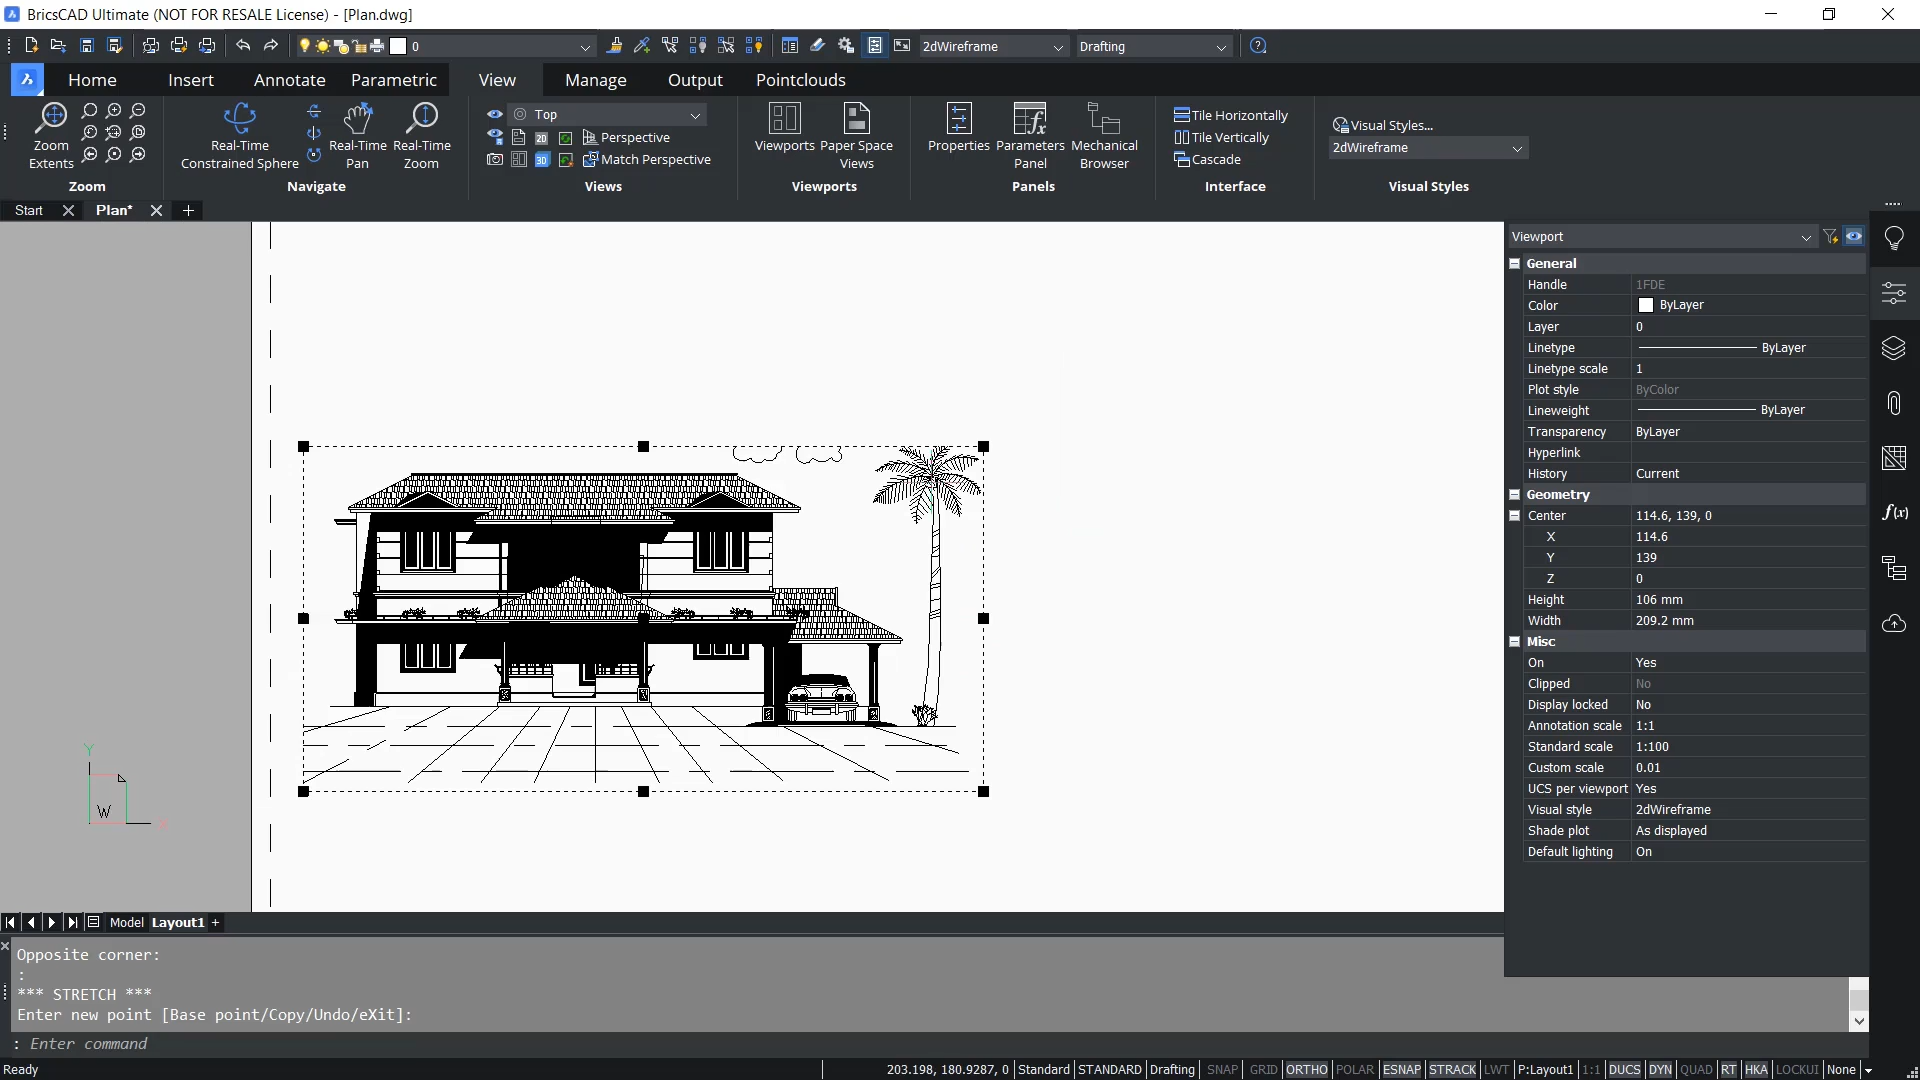 BricsCAD Ultimate (NOT FOR RESALE License) - [Plan.dwg]
0
2dWireframe
Drafting
Home
Insert
Annotate
Parametric
View
Manage
Output
Pointclouds
Zoom
Extents
Zoom
Real-Time
Constrained Sphere
Real-Time
Pan
Real-Time
Zoom
Navigate
Top
2D
Perspective
3D
Match Perspective
Views
Viewports
Paper Space
Views
Viewports
Properties
Parameters
Panel
Mechanical
Browser
Panels
Tile Horizontally
Tile Vertically
Cascade
Interface
Visual Styles...
2dWireframe
Visual Styles
Start
Plan*
Viewport
General
Handle 1FDE
Color ByLayer
Layer 0
Linetype ByLayer
Linetype scale 1
Plot style ByColor
Lineweight ByLayer
Transparency ByLayer
Hyperlink
History Current
Geometry
Center 114.6, 139, 0
X 114.6
Y 139
Z 0
Height 106 mm
Width 209.2 mm
Misc
On Yes
Clipped No
Display locked No
Annotation scale 1:1
Standard scale 1:100
Custom scale 0.01
UCS per viewport Yes
Visual style 2dWireframe
Shade plot As displayed
Default lighting On
f(x)
Y
W
X
Model Layout1 +
Opposite corner:
:
*** STRETCH ***
Enter new point [Base point/Copy/Undo/eXit]:
: Enter command
Ready
203.198, 180.9287, 0 Standard STANDARD Drafting SNAP GRID ORTHO POLAR ESNAP STRACK LWT P:Layout1 1:1 DUCS DYN QUAD RT HKA LOCKUI None